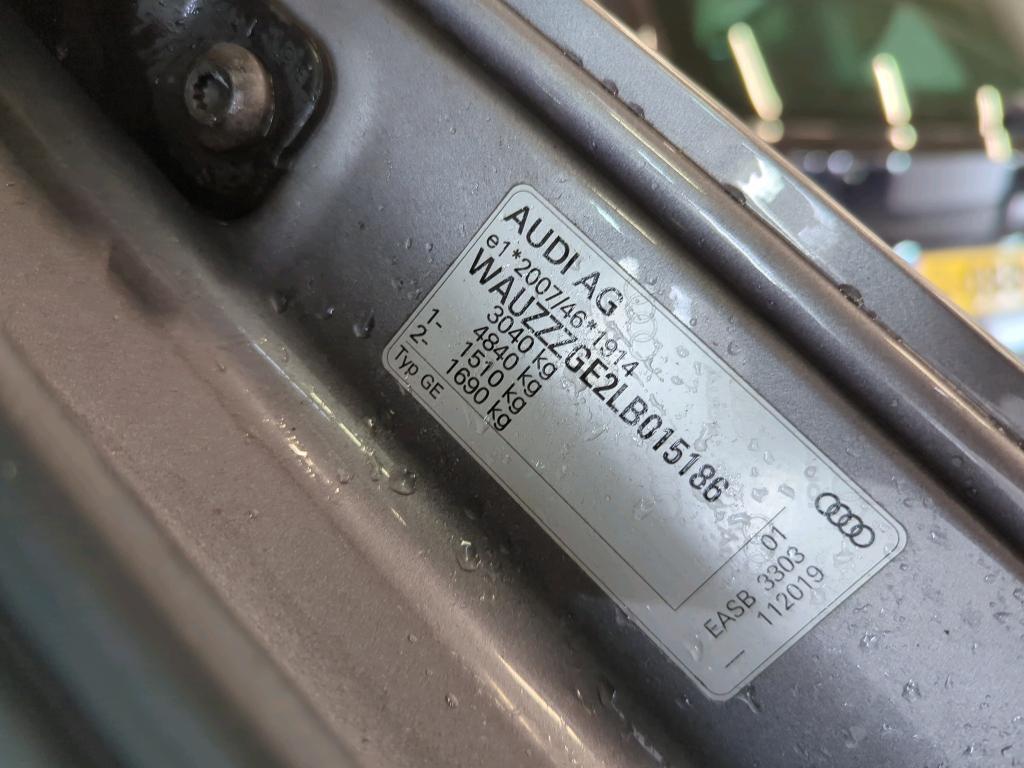 AUDI AG
e1*2007/46*1914
WAUZZZGE2LB015186
3040 kg
4840 kg
1- 1510 kg
2- 1690 kg
Typ GE
01
EASB 3303
112019